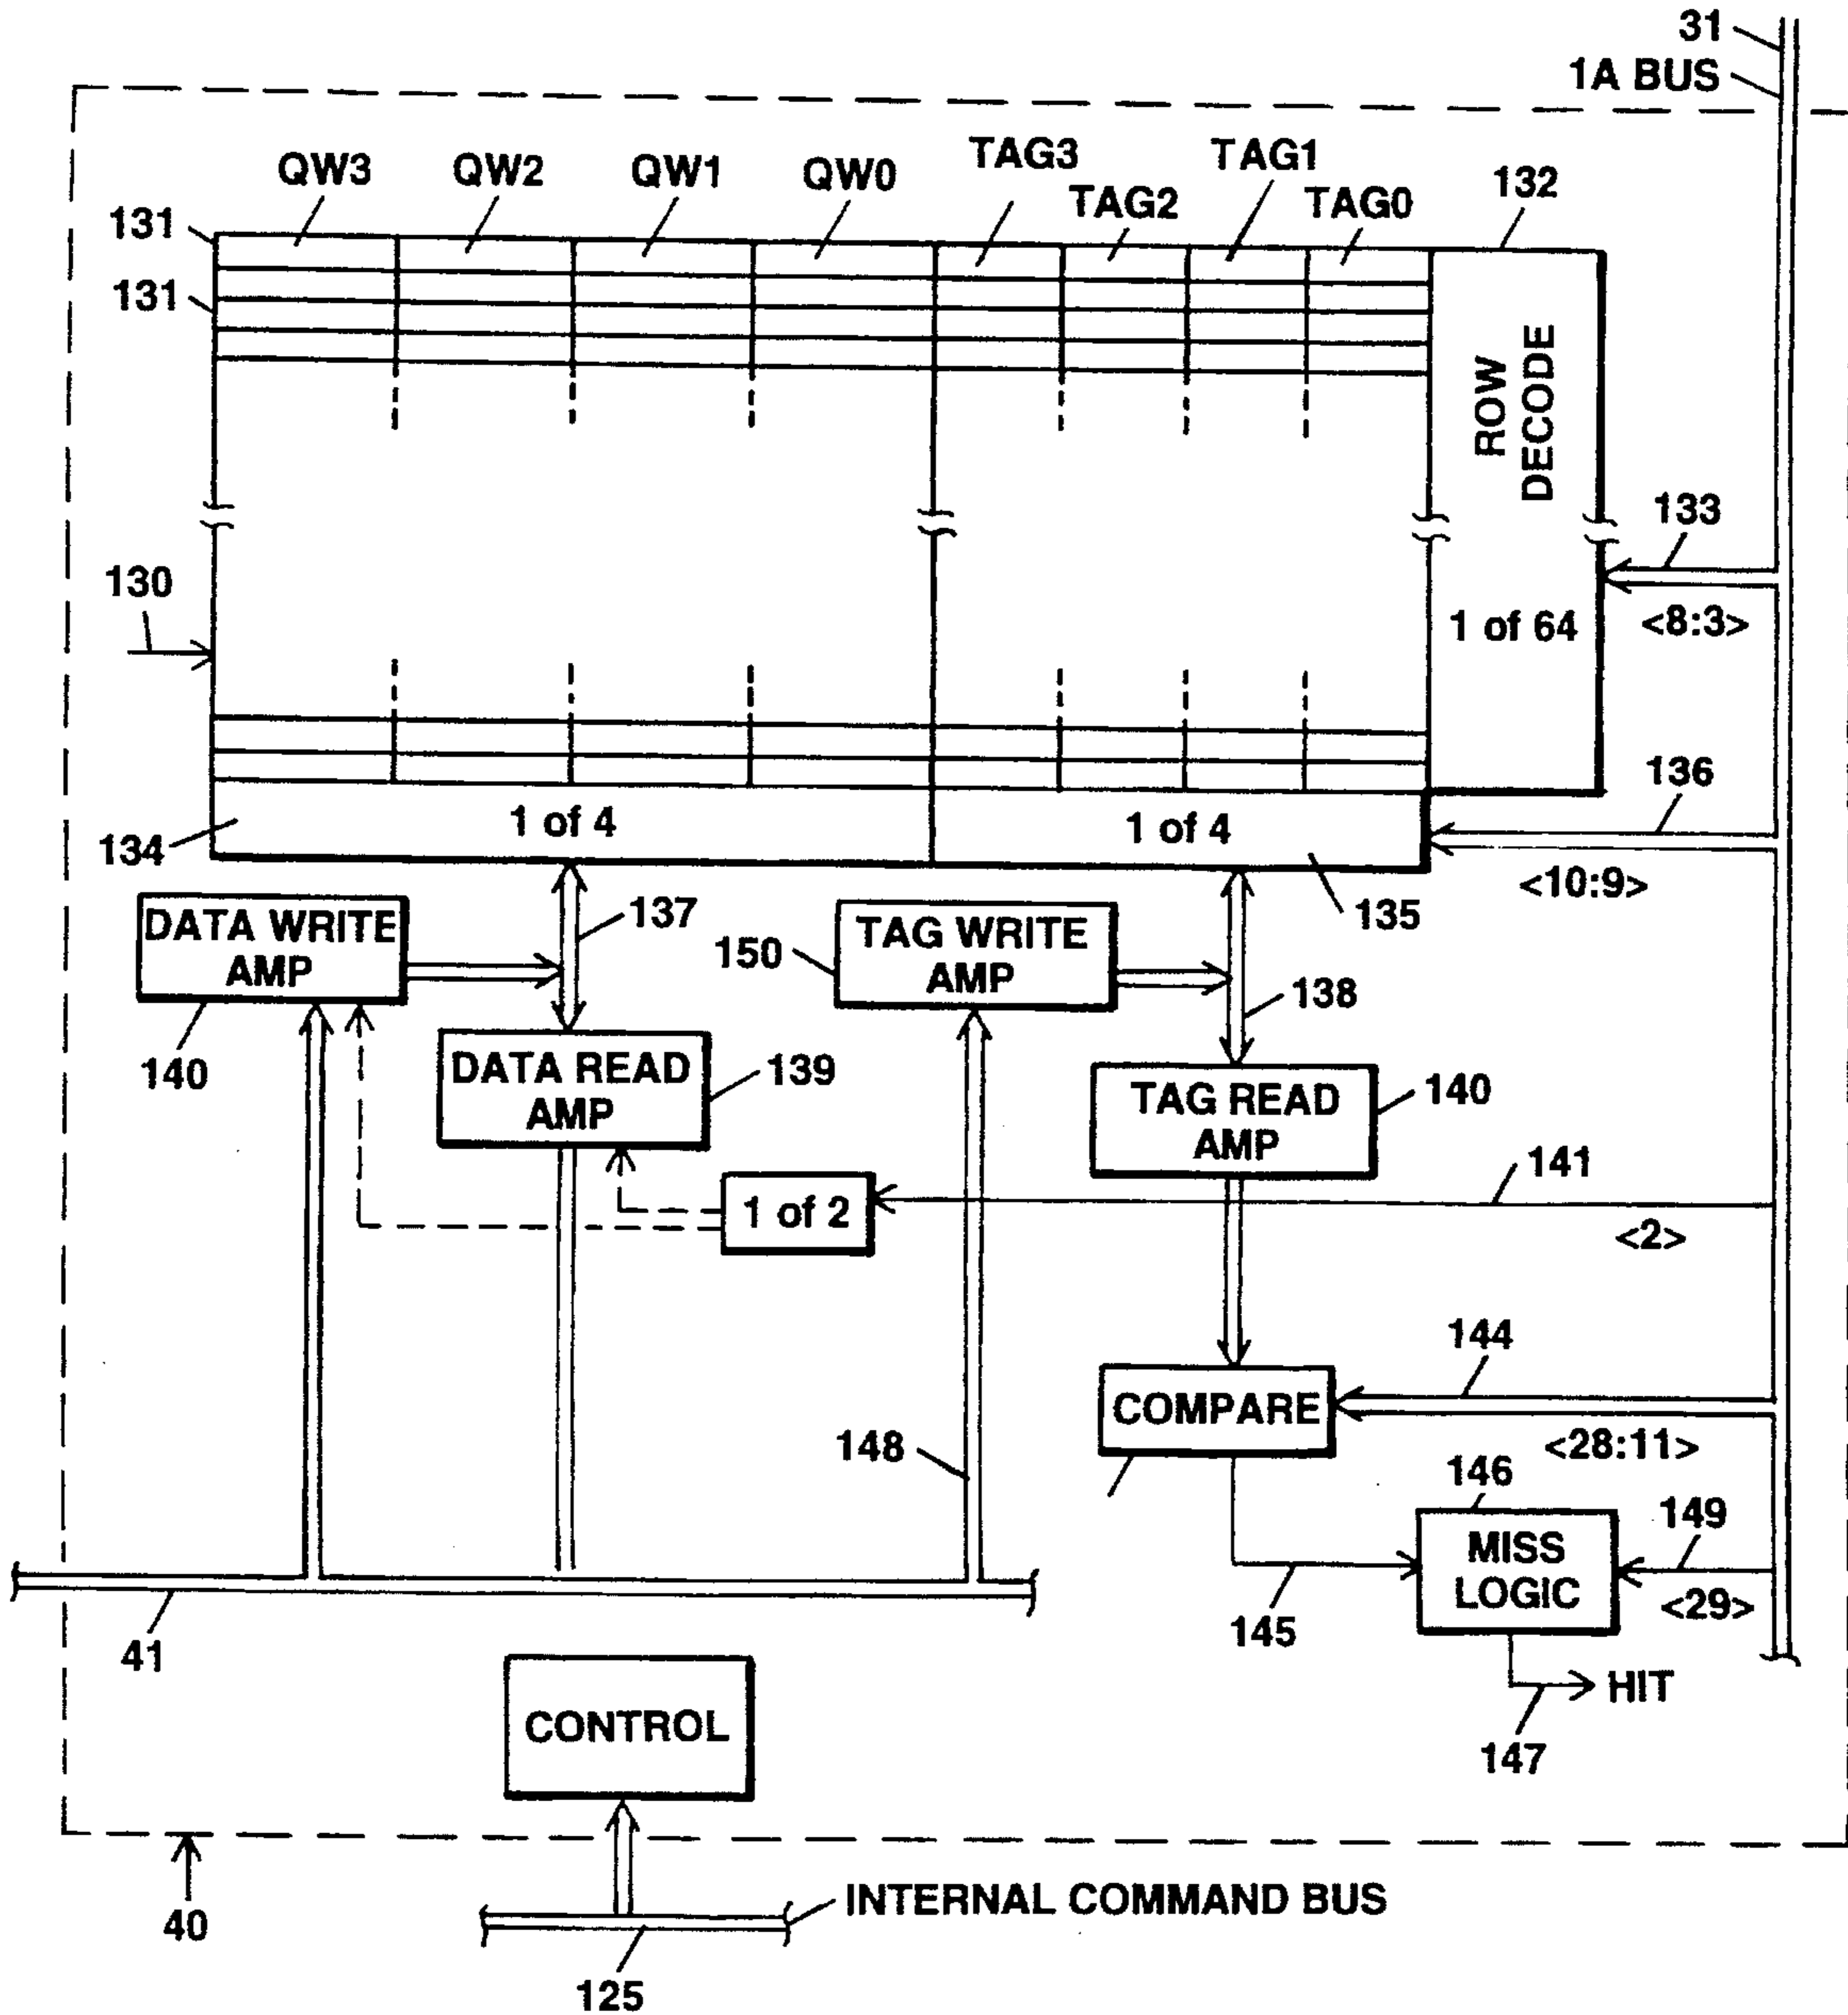 31
1A BUS
QW3
QW2
QW1
QW0
TAG3
TAG2
TAG1
TAG0
132
131
131
ROW
DECODE
133
<8:3>
1 of 64
130
136
134
1 of 4
1 of 4
<10:9>
135
DATA WRITE
AMP
137
150
TAG WRITE
AMP
138
140
DATA READ
AMP
139
TAG READ
AMP
140
141
<2>
1 of 2
144
COMPARE
<28:11>
148
146
149
MISS
LOGIC
<29>
145
41
HIT
147
CONTROL
40
INTERNAL COMMAND BUS
125